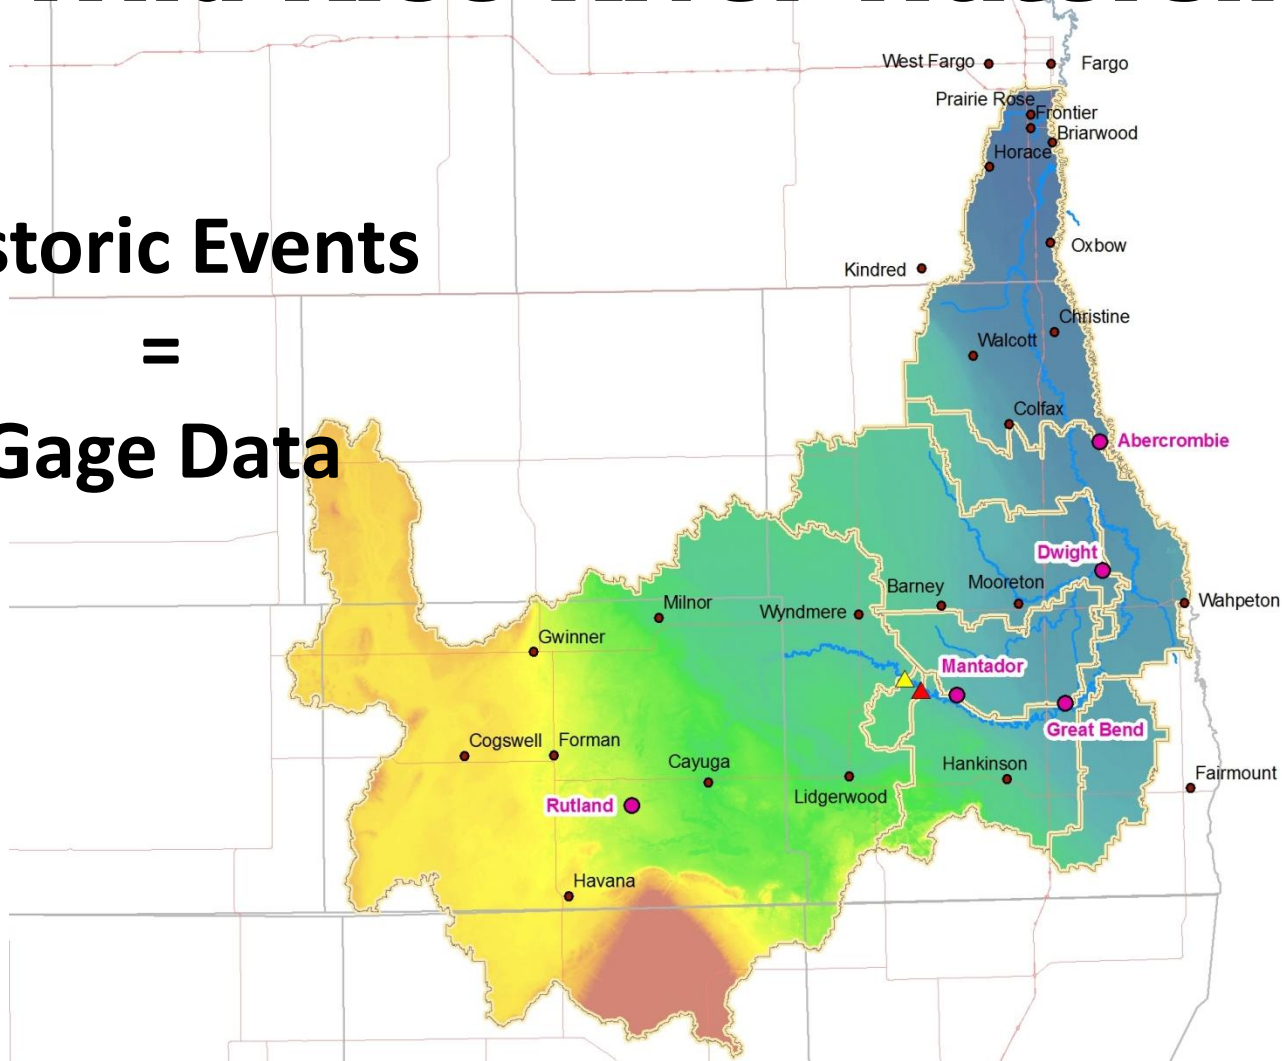 West Fargo
Fargo
Prairie Rose
Frontier
Briarwood
Horace
storic Events
Oxbow
Kindred
=
Christine
Walcott
Colfax
Gage Data
Abercrombie
Dwight
Barney
Mooreton
Milnor
Wyndmere
Wahpeton
Gwinner
Mantador
Great Bend
Cogswell
Forman
Cayuga
Hankinson
Fairmount
Lidgerwood
Rutland
Havana